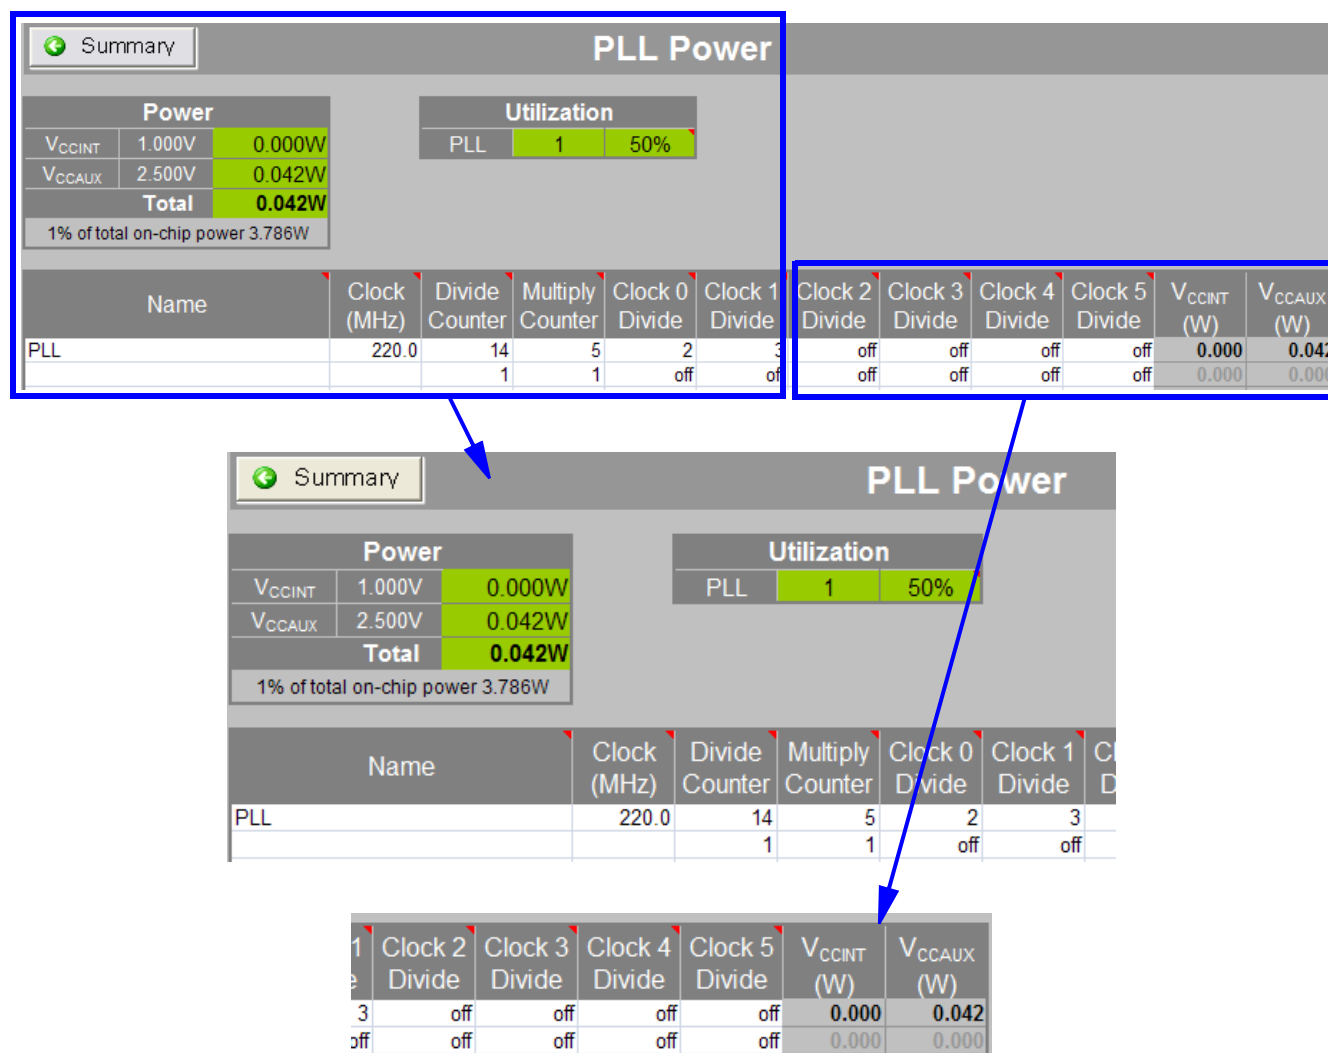 Summary
PLL Power
Power
Utilization
VCCINT 1.000V 0.000W
PLL 1 50%
VCCAUX 2.500V 0.042W
Total 0.042W
1% of total on-chip power 3.786W
Name Clock (MHz) Divide Counter Multiply Counter Clock 0 Divide Clock 1 Divide Clock 2 Divide Clock 3 Divide Clock 4 Divide Clock 5 Divide VCCINT (W) VCCAUX (W)
PLL 220.0 14 5 2 3 off off off off 0.000 0.042
1 1 off off off off off off 0.000 0.000
Summary
PLL Power
Power
Utilization
VCCINT 1.000V 0.000W
PLL 1 50%
VCCAUX 2.500V 0.042W
Total 0.042W
1% of total on-chip power 3.786W
Name Clock (MHz) Divide Counter Multiply Counter Clock 0 Divide Clock 1 Divide
PLL 220.0 14 5 2 3
1 1 off off
1 Clock 2 Divide Clock 3 Divide Clock 4 Divide Clock 5 Divide VCCINT (W) VCCAUX (W)
3 off off off off 0.000 0.042
off off off off off 0.000 0.000